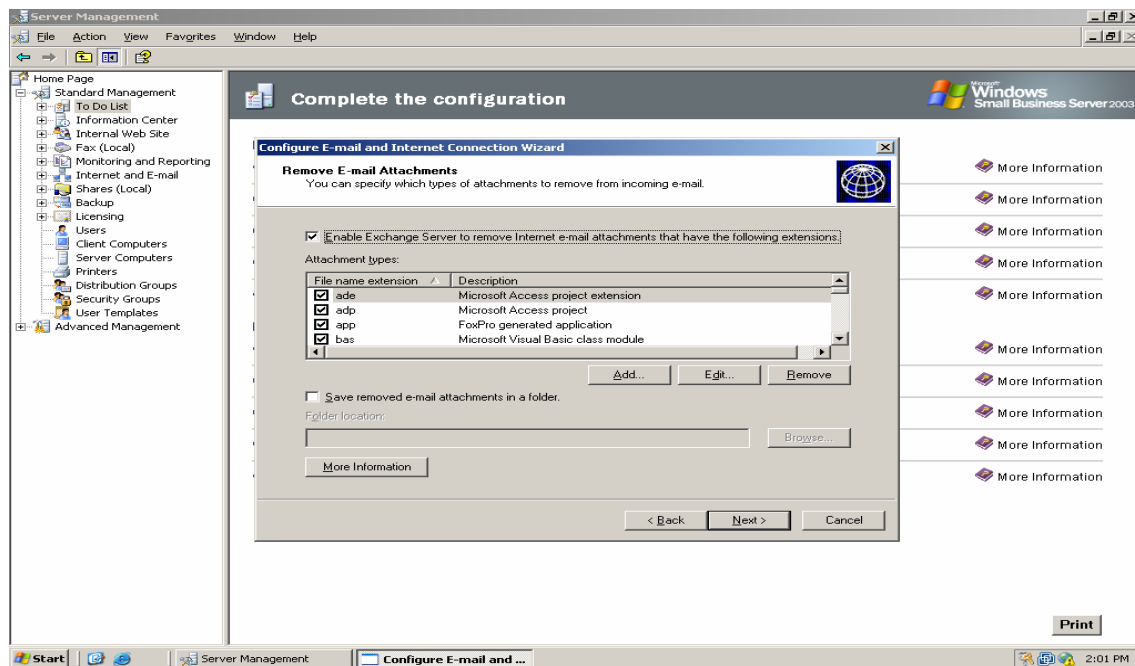 Server Management
File Action View Favorites Window Help
Home Page
Standard Management
To Do List
Information Center
Internal Web Site
Fax (Local)
Monitoring and Reporting
Internet and E-mail
Shares (Local)
Backup
Licensing
Users
Client Computers
Server Computers
Printers
Distribution Groups
Security Groups
User Templates
Advanced Management
Complete the configuration
Microsoft
Windows
Small Business Server 2003
Configure E-mail and Internet Connection Wizard
Remove E-mail Attachments
You can specify which types of attachments to remove from incoming e-mail.
Enable Exchange Server to remove Internet e-mail attachments that have the following extensions.
Attachment types:
File name extension Description
ade Microsoft Access project extension
adp Microsoft Access project
app FoxPro generated application
bas Microsoft Visual Basic class module
Add... Edit... Remove
Save removed e-mail attachments in a folder.
Folder location:
Browse...
More Information
< Back Next > Cancel
More Information
More Information
More Information
More Information
More Information
More Information
More Information
More Information
More Information
More Information
Print
Start Server Management Configure E-mail and ... 2:01 PM